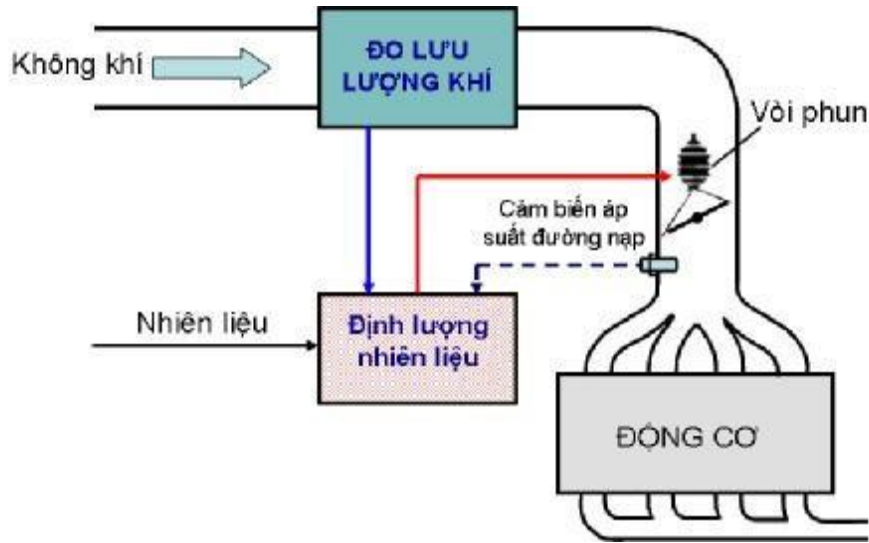 Không khí
ĐO LƯU
LƯỢNG KHÍ
Vòi phun
Cảm biến áp
suất đường nạp
Nhiên liệu
Định lượng
nhiên liệu
ĐỘNG CƠ